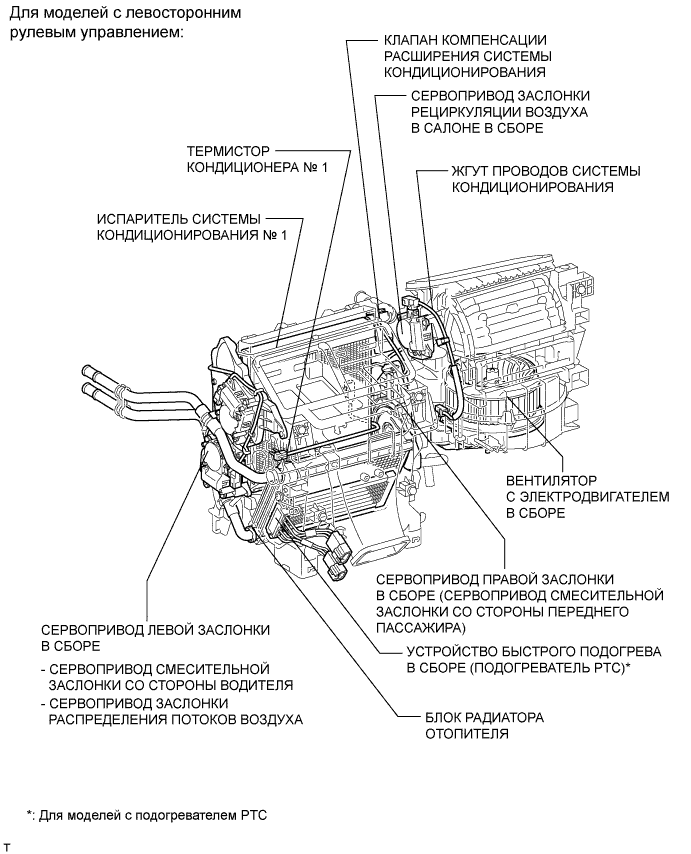 Для моделей с левосторонним
рулевым управлением:
КЛАПАН КОМПЕНСАЦИИ
РАСШИРЕНИЯ СИСТЕМЫ
КОНДИЦИОНИРОВАНИЯ
СЕРВОПРИВОД ЗАСЛОНКИ
РЕЦИРКУЛЯЦИИ ВОЗДУХА
В САЛОНЕ В СБОРЕ
ТЕРМИСТОР
КОНДИЦИОНЕРА № 1
ЖГУТ ПРОВОДОВ СИСТЕМЫ
КОНДИЦИОНИРОВАНИЯ
ИСПАРИТЕЛЬ СИСТЕМЫ
КОНДИЦИОНИРОВАНИЯ № 1
ВЕНТИЛЯТОР
С ЭЛЕКТРОДВИГАТЕЛЕМ
В СБОРЕ
СЕРВОПРИВОД ПРАВОЙ ЗАСЛОНКИ
В СБОРЕ (СЕРВОПРИВОД СМЕСИТЕЛЬНОЙ
ЗАСЛОНКИ СО СТОРОНЫ ПЕРЕДНЕГО
ПАССАЖИРА)
СЕРВОПРИВОД ЛЕВОЙ ЗАСЛОНКИ
В СБОРЕ
- СЕРВОПРИВОД СМЕСИТЕЛЬНОЙ
ЗАСЛОНКИ СО СТОРОНЫ ВОДИТЕЛЯ
- СЕРВОПРИВОД ЗАСЛОНКИ
РАСПРЕДЕЛЕНИЯ ПОТОКОВ ВОЗДУХА
УСТРОЙСТВО БЫСТРОГО ПОДОГРЕВА
В СБОРЕ (ПОДОГРЕВАТЕЛЬ PTC)*
БЛОК РАДИАТОРА
ОТОПИТЕЛЯ
*: Для моделей с подогревателем PTC
T